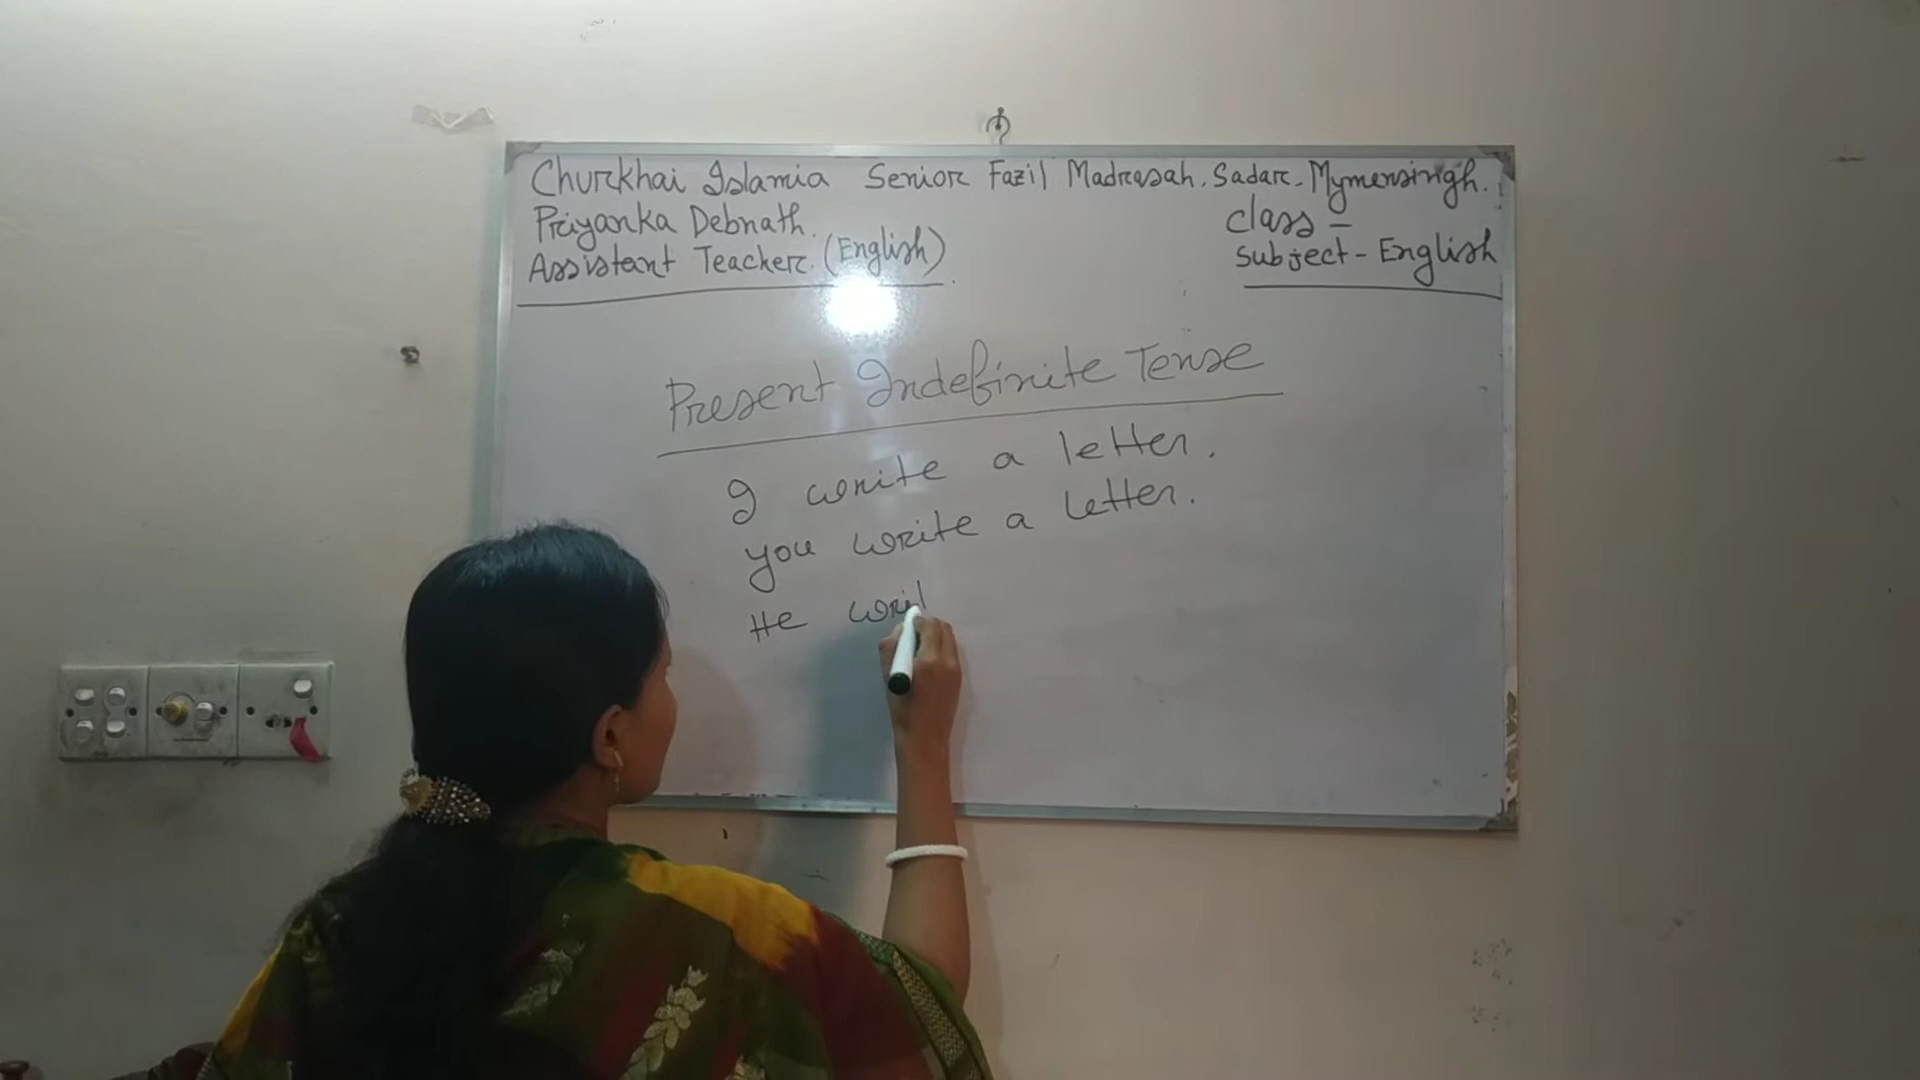 Churkhai Islamia Senior Fazil Madrasah. Sadar. Mymensingh.
Priyanka Debnath.
Assistant Teacher. (English)
Class -
Subject - English
Present Indefinite Tense
I write a letter.
you write a letter.
He writ